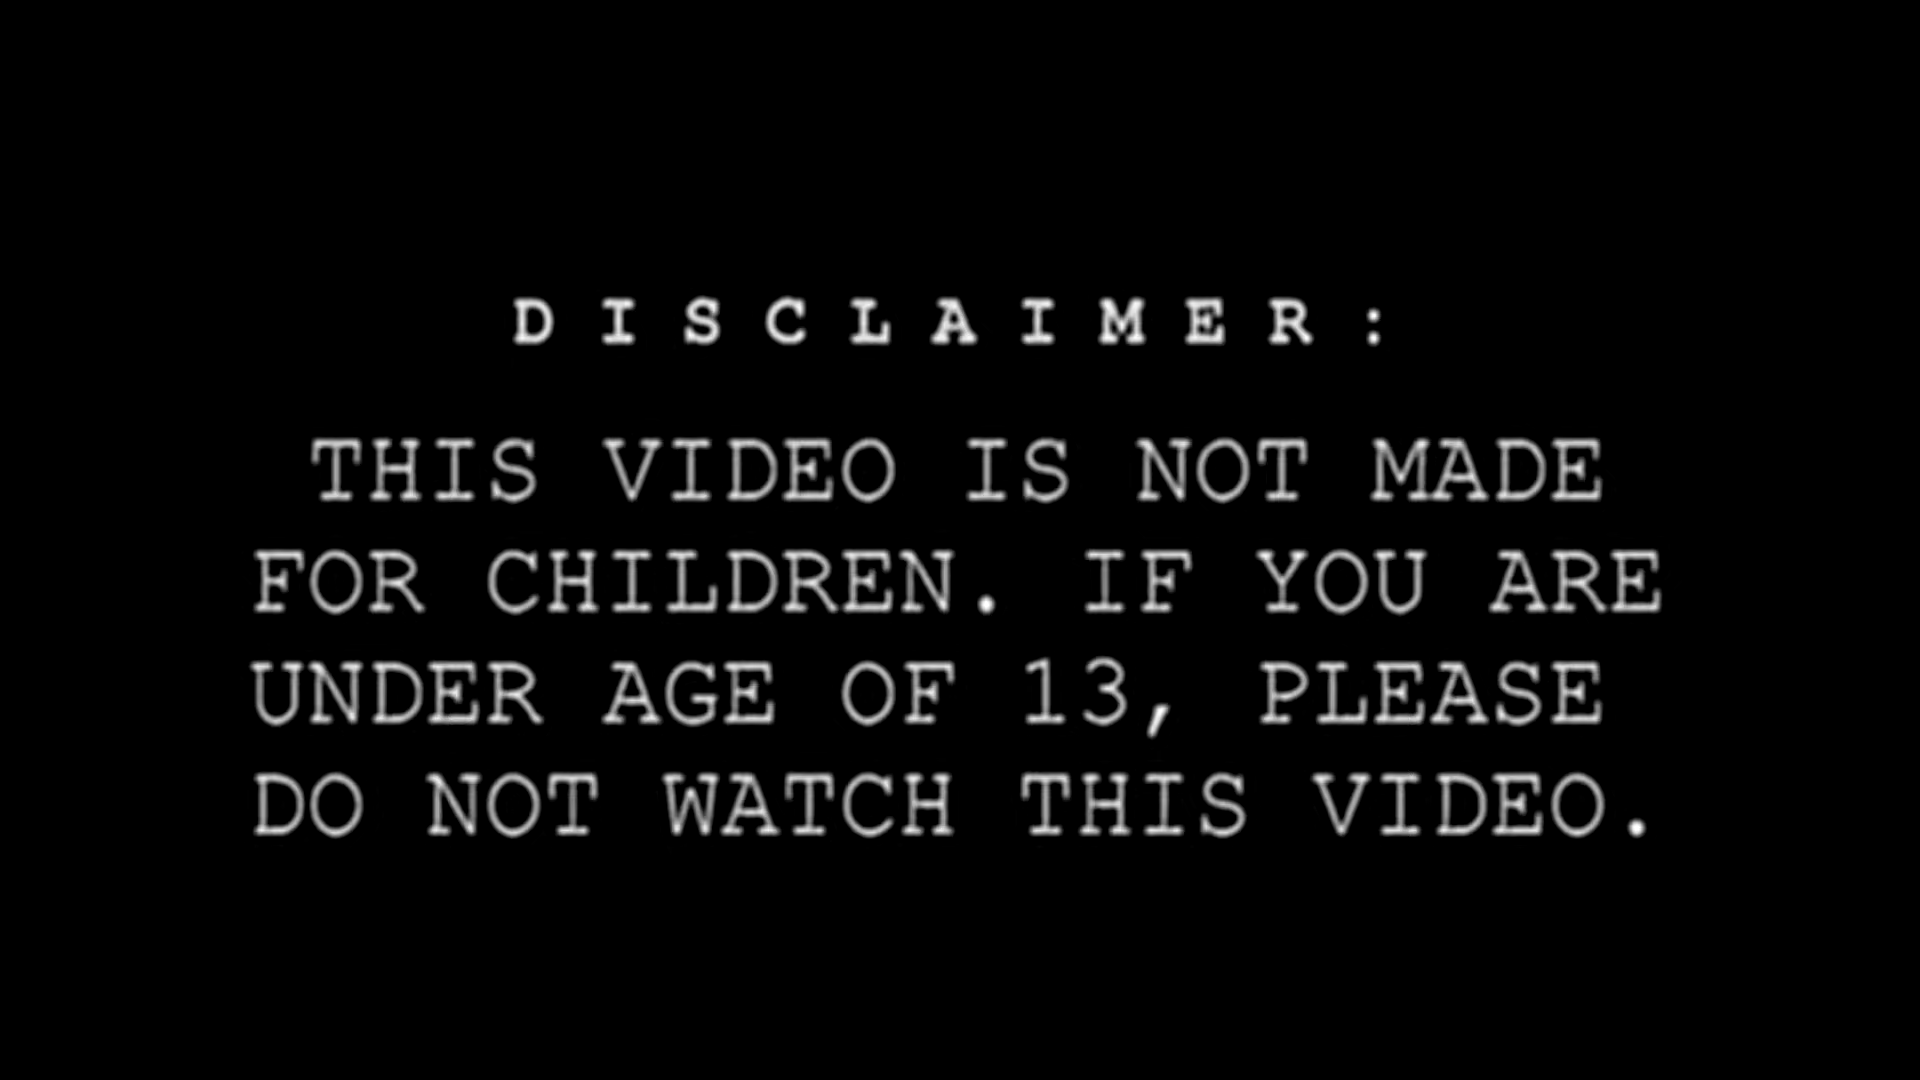 DISCLAIMER:
THIS VIDEO IS NOT MADE
FOR CHILDREN. IF YOU ARE
UNDER AGE OF 13, PLEASE
DO NOT WATCH THIS VIDEO.